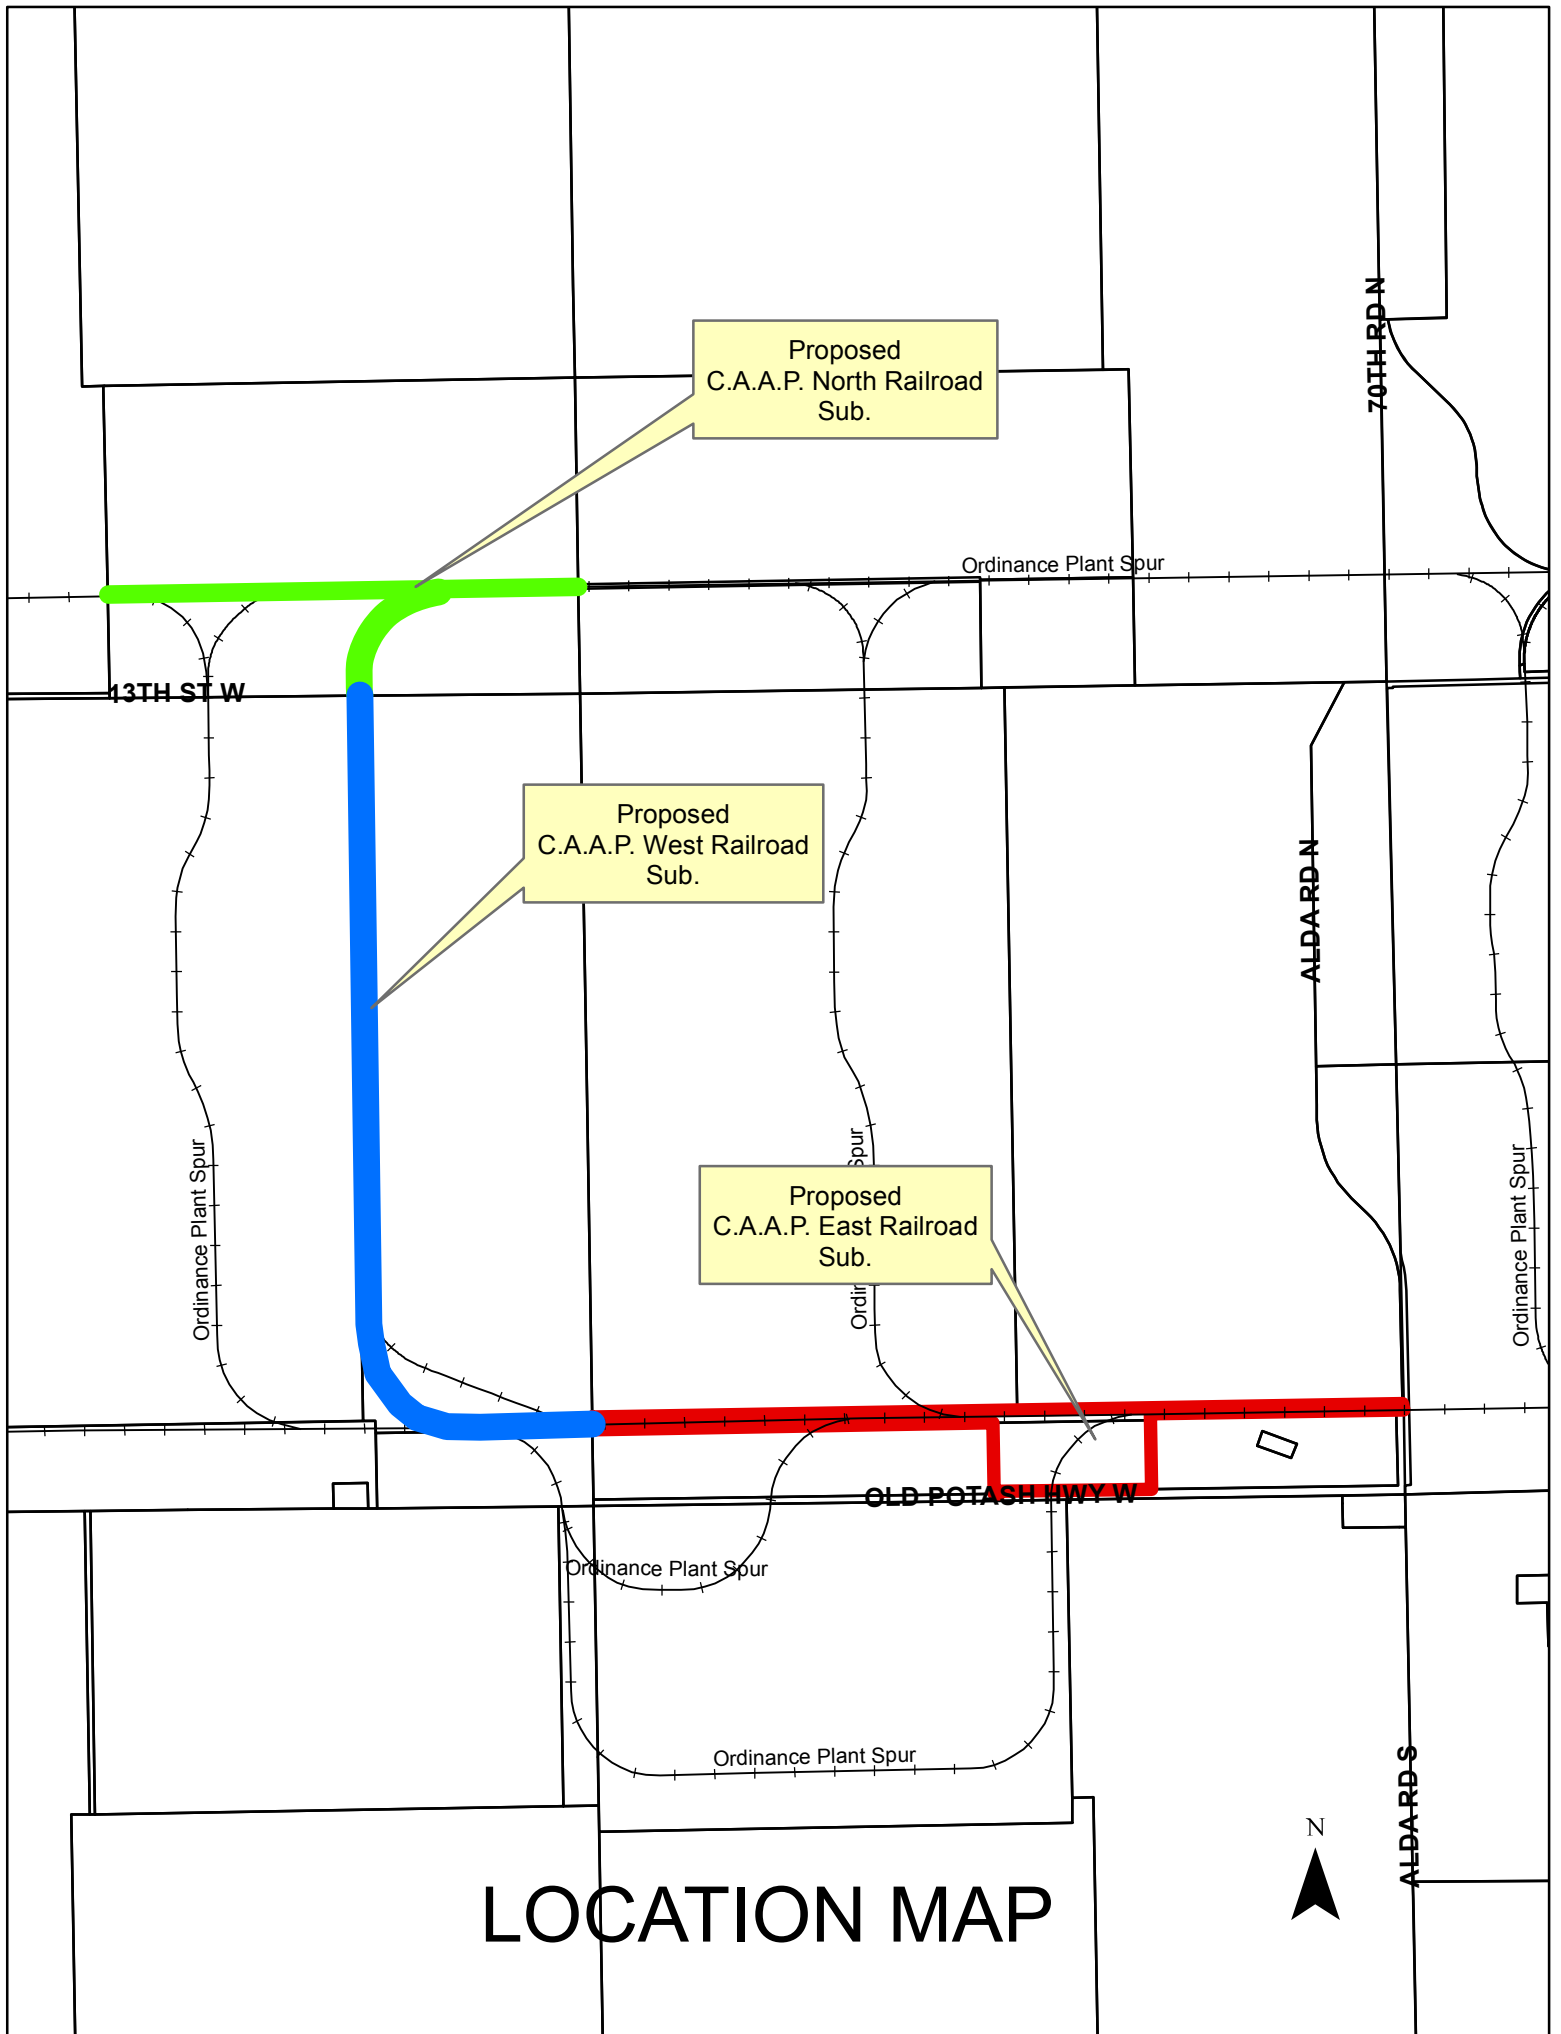 70TH RD N
Proposed
C.A.A.P. North Railroad
Sub.
Ordinance Plant Spur
13TH ST W
Proposed
C.A.A.P. West Railroad
Sub.
ALDA RD N
Ordinance Plant Spur
Spur
Ordin
Ordinance Plant Spur
Proposed
C.A.A.P. East Railroad
Sub.
OLD POTASH HWY W
Ordinance Plant Spur
Ordinance Plant Spur
ALDA RD S
N
LOCATION MAP